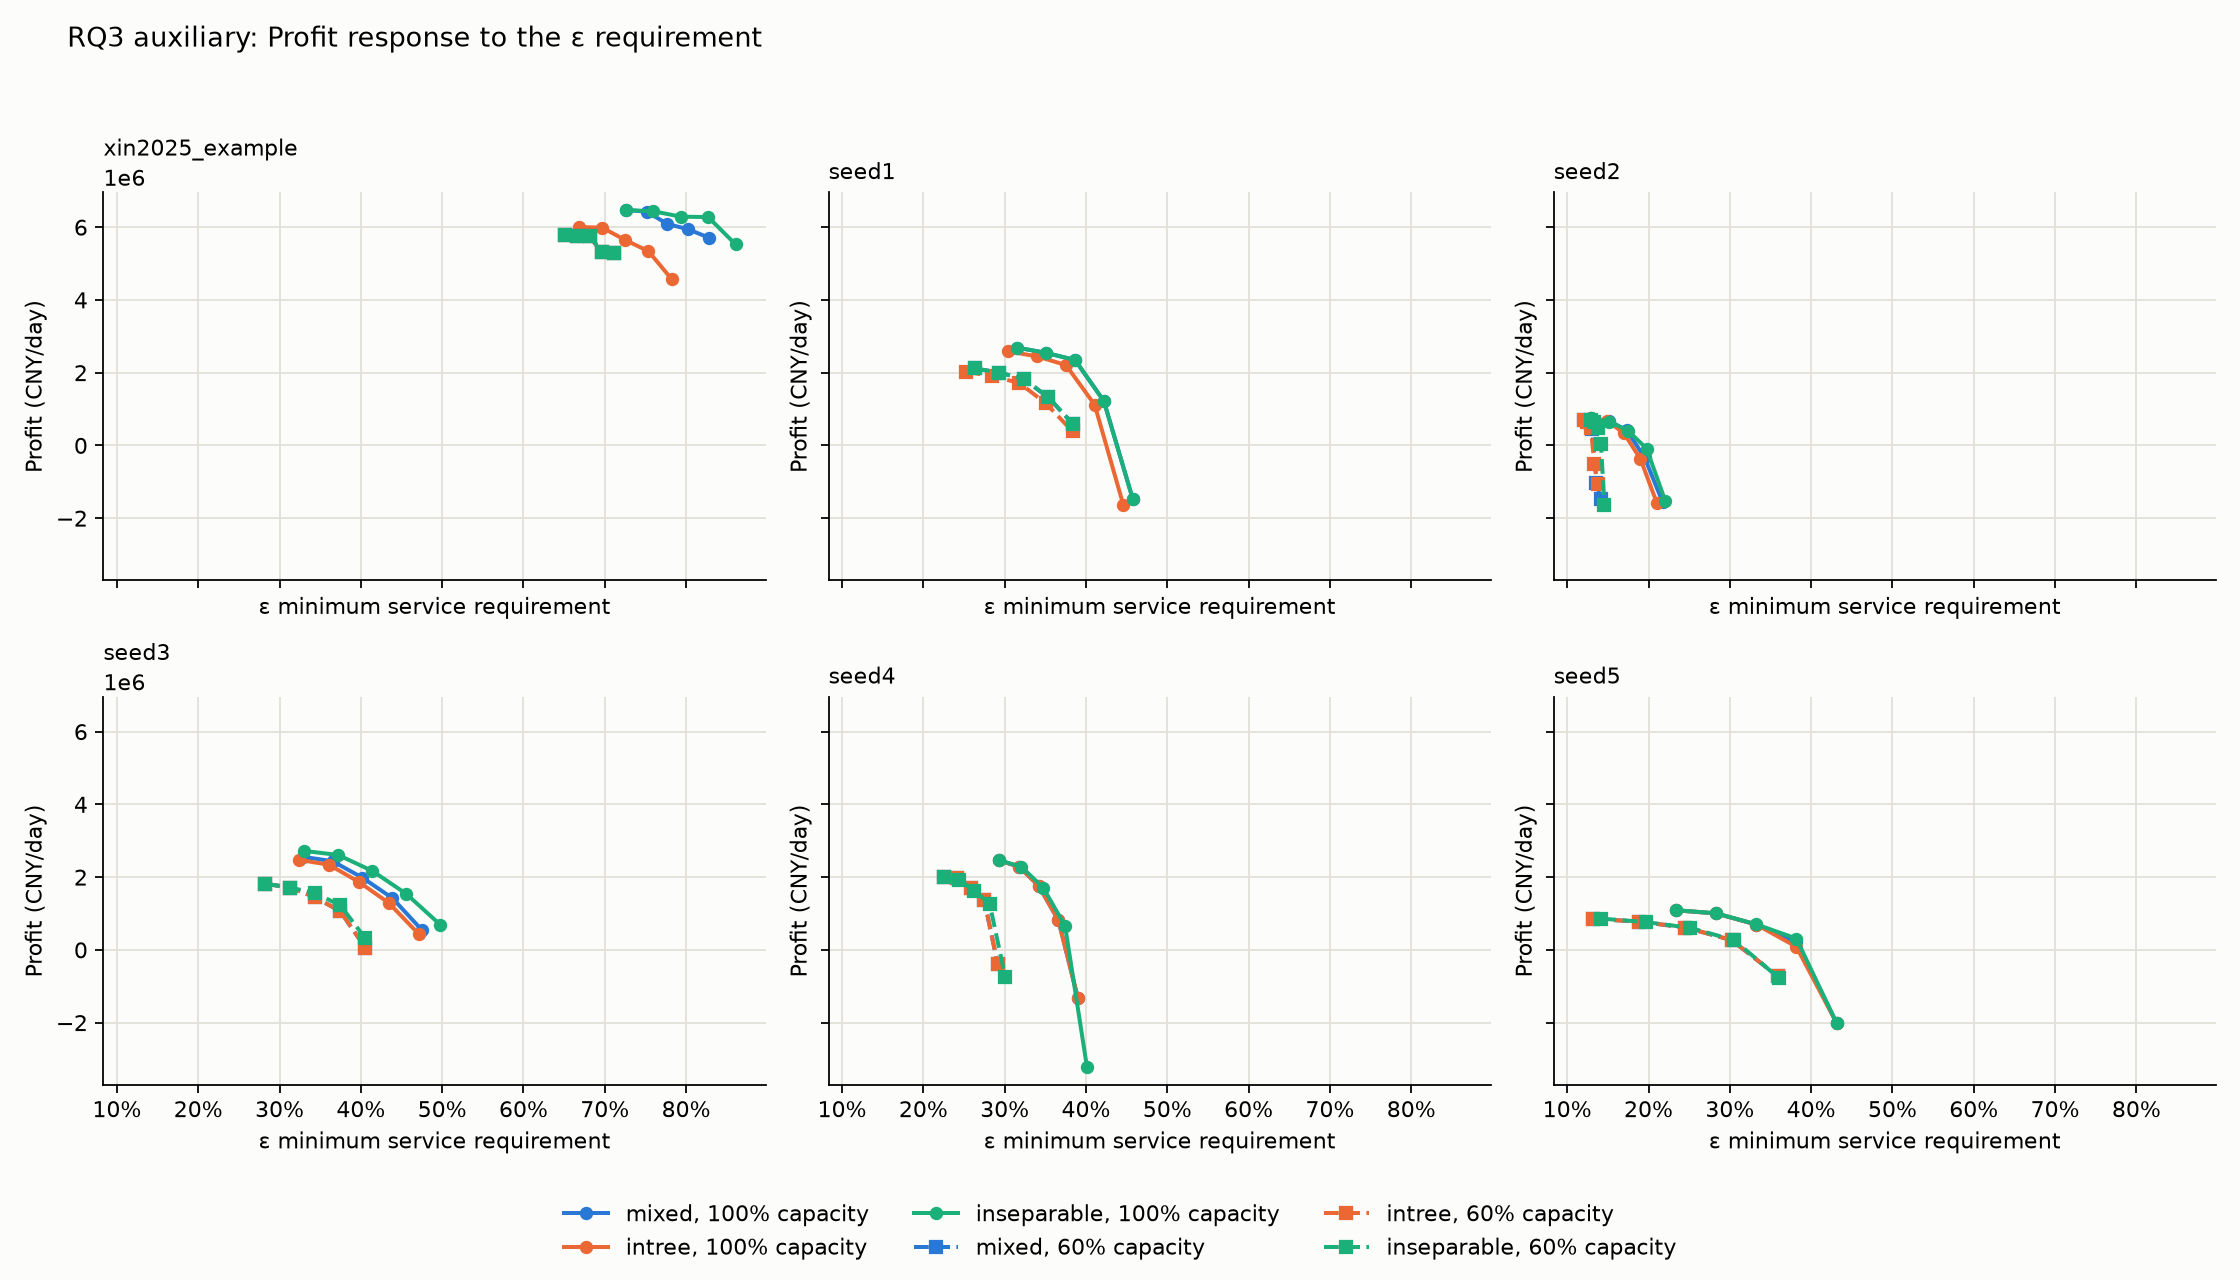 RQ3 auxiliary: Profit response to the ε requirement
xin2025_example
1e6
6
4
2
0
−2
Profit (CNY/day)
ε minimum service requirement
seed1
Profit (CNY/day)
ε minimum service requirement
seed2
Profit (CNY/day)
ε minimum service requirement
seed3
1e6
6
4
2
0
−2
Profit (CNY/day)
10% 20% 30% 40% 50% 60% 70% 80%
ε minimum service requirement
seed4
Profit (CNY/day)
10% 20% 30% 40% 50% 60% 70% 80%
ε minimum service requirement
seed5
Profit (CNY/day)
10% 20% 30% 40% 50% 60% 70% 80%
ε minimum service requirement
mixed, 100% capacity
inseparable, 100% capacity
intree, 60% capacity
intree, 100% capacity
mixed, 60% capacity
inseparable, 60% capacity